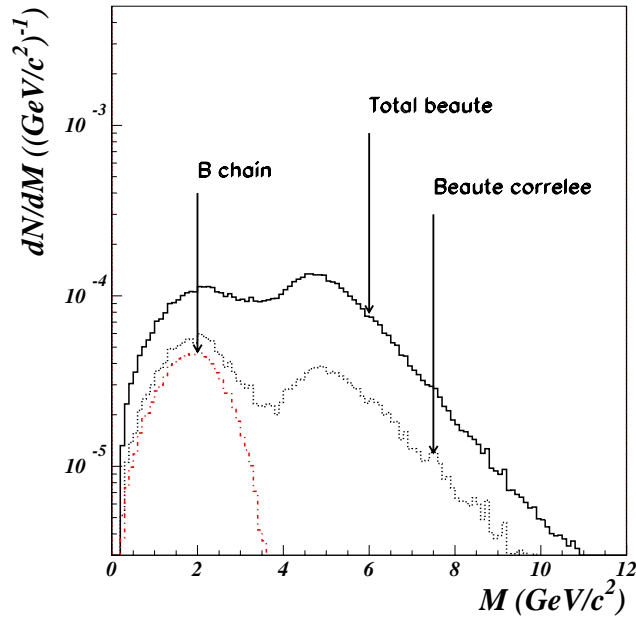 dN/dM ((GeV/c²)⁻¹)
10⁻³
10⁻⁴
10⁻⁵
Total beaute
B chain
Beaute correlee
0 2 4 6 8 10 12
M (GeV/c²)